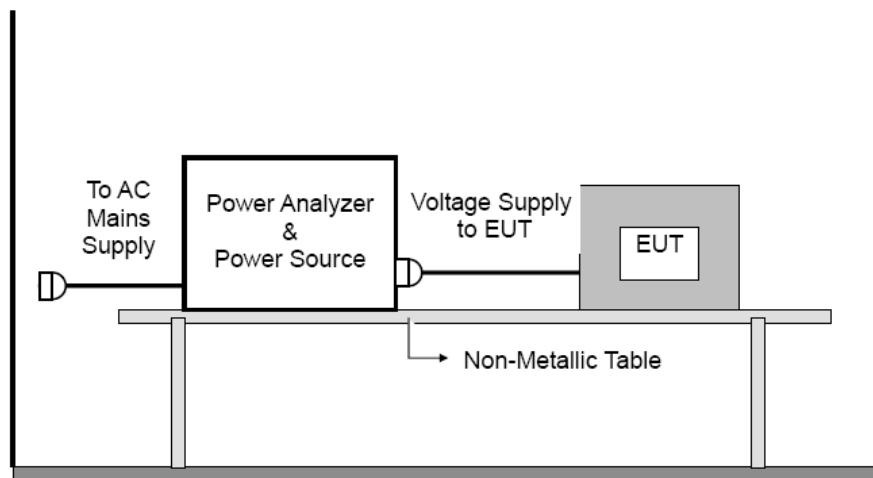 To AC
Mains
Supply
Power Analyzer
&
Power Source
Voltage Supply
to EUT
EUT
Non-Metallic Table